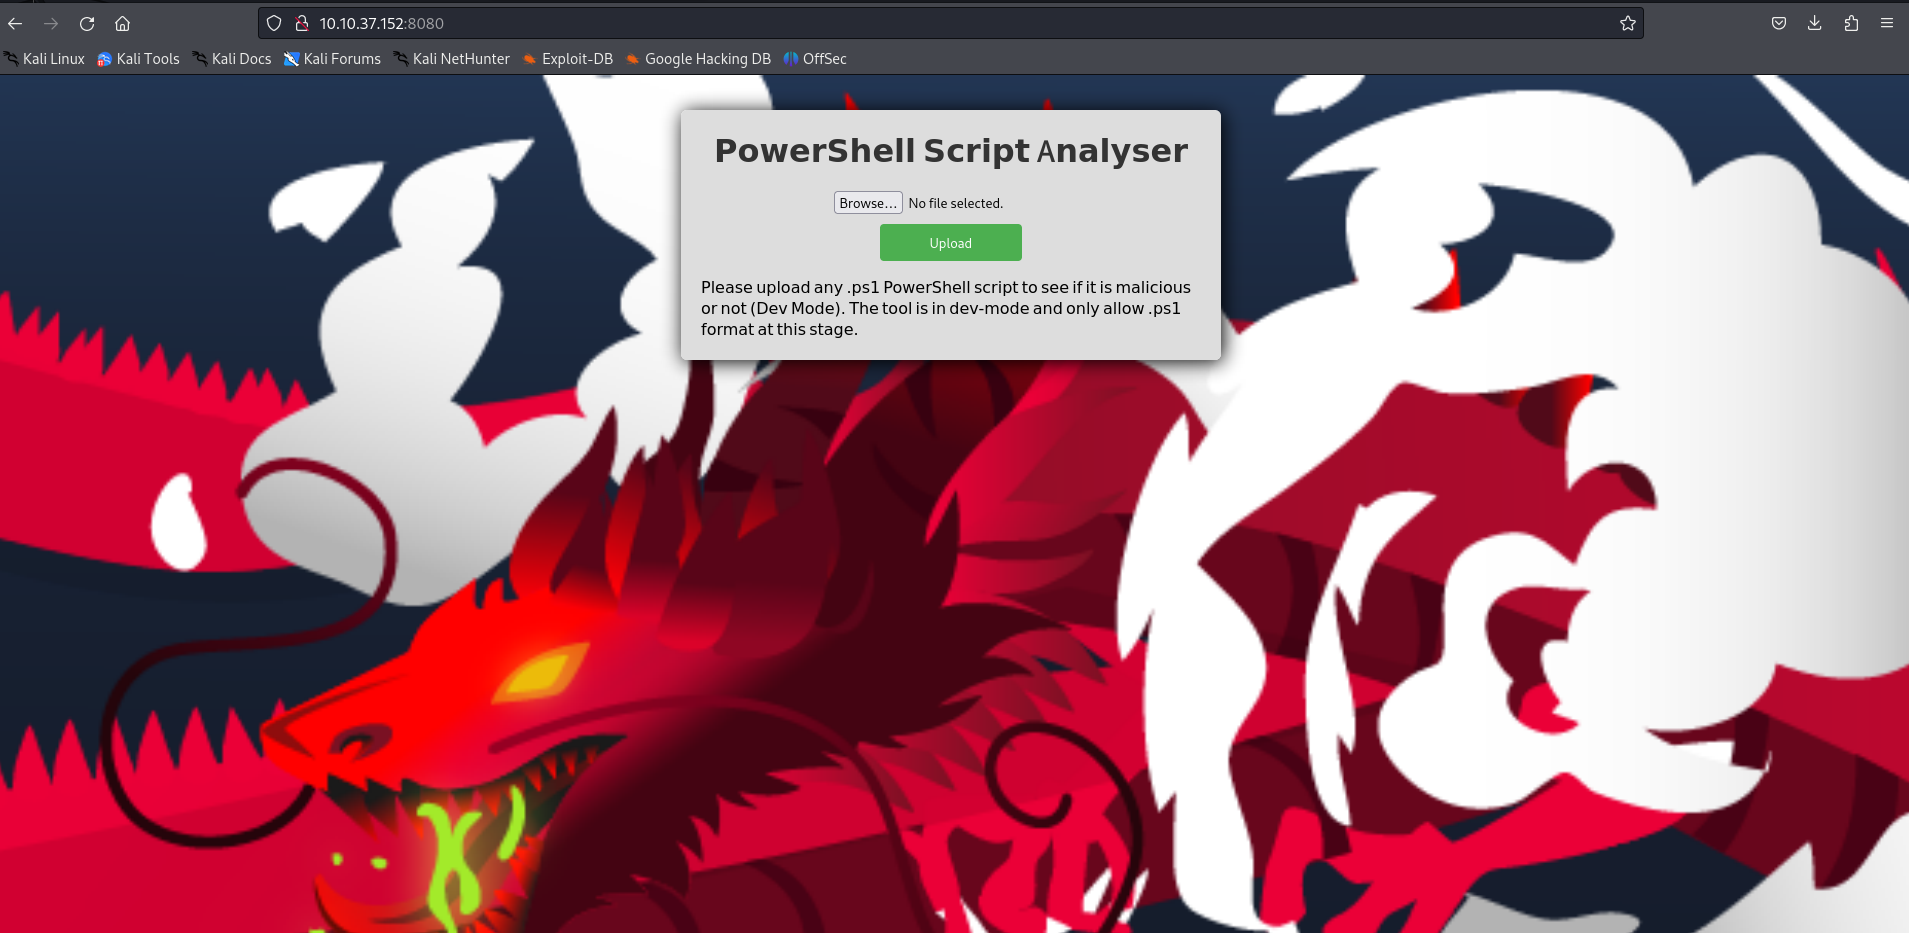 10.10.37.152:8080
Kali Linux Kali Tools Kali Docs Kali Forums Kali NetHunter Exploit-DB Google Hacking DB OffSec
PowerShell Script Analyser
Browse... No file selected.
Upload
Please upload any .ps1 PowerShell script to see if it is malicious
or not (Dev Mode). The tool is in dev-mode and only allow .ps1
format at this stage.